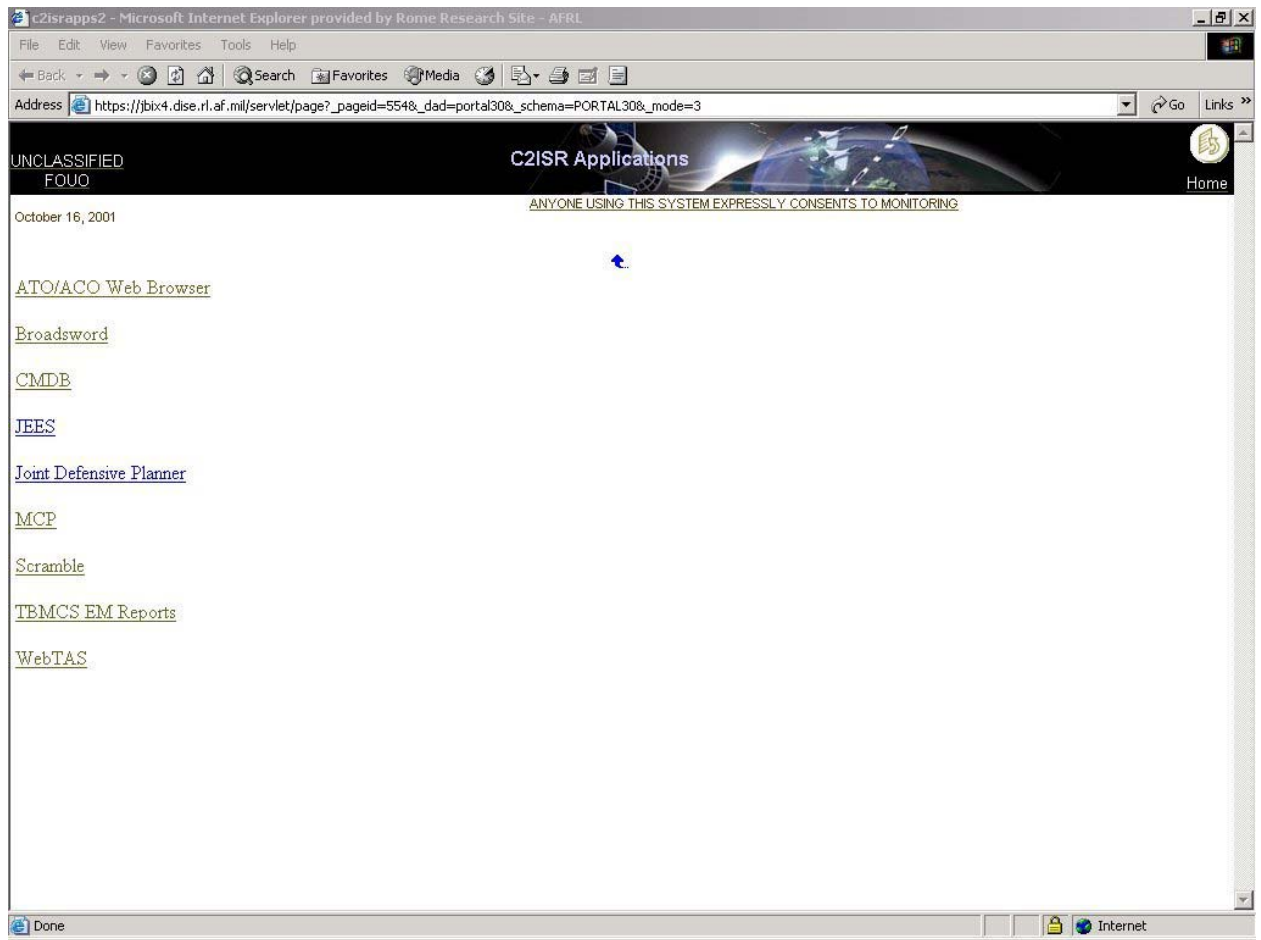 c2israpps2 - Microsoft Internet Explorer provided by Rome Research Site - AFRL
File Edit View Favorites Tools Help
Back Search Favorites Media
Address https://jbix4.dise.rl.af.mil/servlet/page?_pageid=554&_dad=portal30&_schema=PORTAL30&_mode=3 Go Links »
UNCLASSIFIED
FOUO
C2ISR Applications
Home
October 16, 2001
ANYONE USING THIS SYSTEM EXPRESSLY CONSENTS TO MONITORING
ATO/ACO Web Browser
Broadsword
CMDB
JEES
Joint Defensive Planner
MCP
Scramble
TBMCS EM Reports
WebTAS
Done Internet